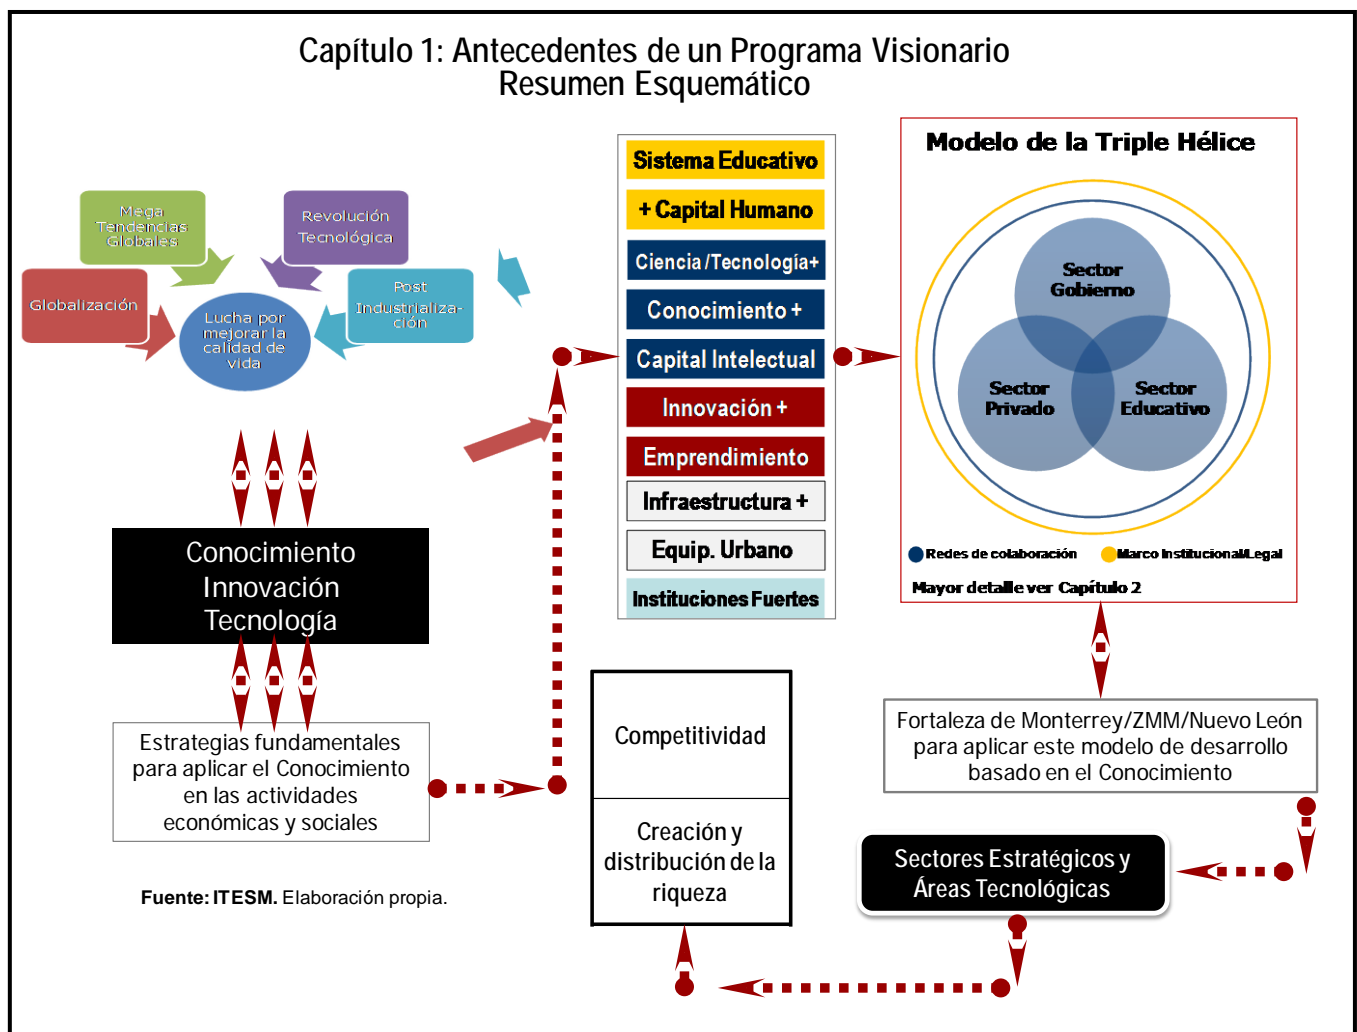 Capítulo 1: Antecedentes de un Programa Visionario
Resumen Esquemático
Mega
Tendencias
Globales
Revolución
Tecnológica
Globalización
Post
Industrializa-
ción
Lucha por
mejorar la
calidad de
vida
Conocimiento
Innovación
Tecnología
Estrategias fundamentales
para aplicar el Conocimiento
en las actividades
económicas y sociales
Fuente: ITESM. Elaboración propia.
Sistema Educativo
+ Capital Humano
Ciencia /Tecnología+
Conocimiento +
Capital Intelectual
Innovación +
Emprendimiento
Infraestructura +
Equip. Urbano
Instituciones Fuertes
Modelo de la Triple Hélice
Sector
Gobierno
Sector
Privado
Sector
Educativo
Redes de colaboración
Marco Institucional/Legal
Mayor detalle ver Capítulo 2
Fortaleza de Monterrey/ZMM/Nuevo León
para aplicar este modelo de desarrollo
basado en el Conocimiento
Sectores Estratégicos y
Áreas Tecnológicas
Competitividad
Creación y
distribución de la
riqueza